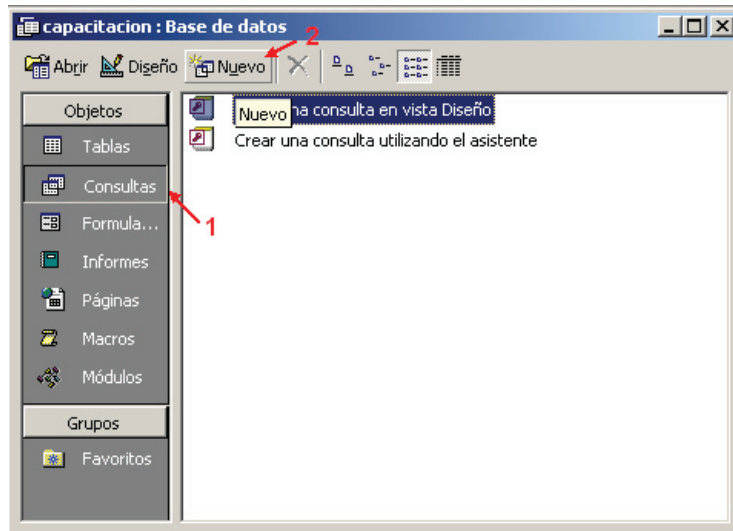 capacitacion : Base de datos
2
Abrir Diseño Nuevo
Objetos
Nuevo na consulta en vista Diseño
Tablas
Crear una consulta utilizando el asistente
Consultas
1
Formula...
Informes
Páginas
Macros
Módulos
Grupos
Favoritos